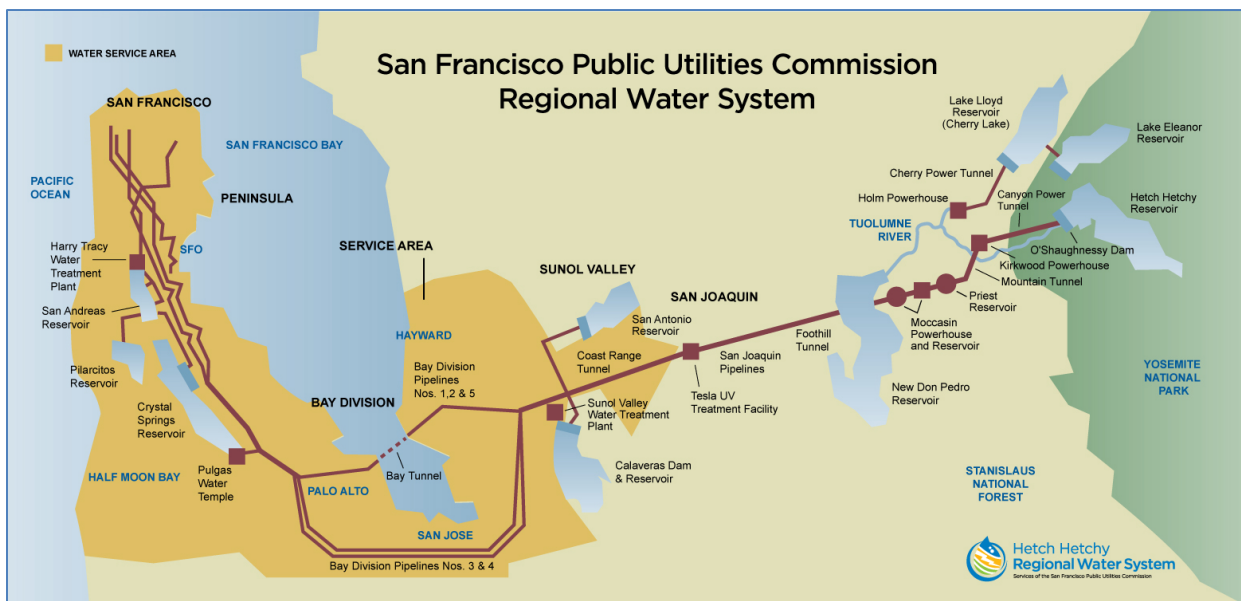 WATER SERVICE AREA
San Francisco Public Utilities Commission
Regional Water System
SAN FRANCISCO
SAN FRANCISCO BAY
PACIFIC
OCEAN
PENINSULA
SFO
Harry Tracy
Water
Treatment
Plant
San Andreas
Reservoir
Pilarcitos
Reservoir
Crystal
Springs
Reservoir
HALF MOON BAY
Pulgas
Water
Temple
SERVICE AREA
HAYWARD
Bay Division
Pipelines
Nos. 1,2 & 5
BAY DIVISION
Bay Tunnel
PALO ALTO
SAN JOSE
Bay Division Pipelines Nos. 3 & 4
SUNOL VALLEY
San Antonio
Reservoir
Coast Range
Tunnel
Sunol Valley
Water Treatment
Plant
Calaveras Dam
& Reservoir
SAN JOAQUIN
San Joaquin
Pipelines
Tesla UV
Treatment Facility
Foothill
Tunnel
New Don Pedro
Reservoir
Moccasin
Powerhouse
and Reservoir
Priest
Reservoir
Mountain Tunnel
Kirkwood Powerhouse
O'Shaughnessy Dam
TUOLUMNE
RIVER
Holm Powerhouse
Cherry Power Tunnel
Canyon Power
Tunnel
Lake Lloyd
Reservoir
(Cherry Lake)
Lake Eleanor
Reservoir
Hetch Hetchy
Reservoir
YOSEMITE
NATIONAL
PARK
STANISLAUS
NATIONAL
FOREST
Hetch Hetchy
Regional Water System
Services of the San Francisco Public Utilities Commission